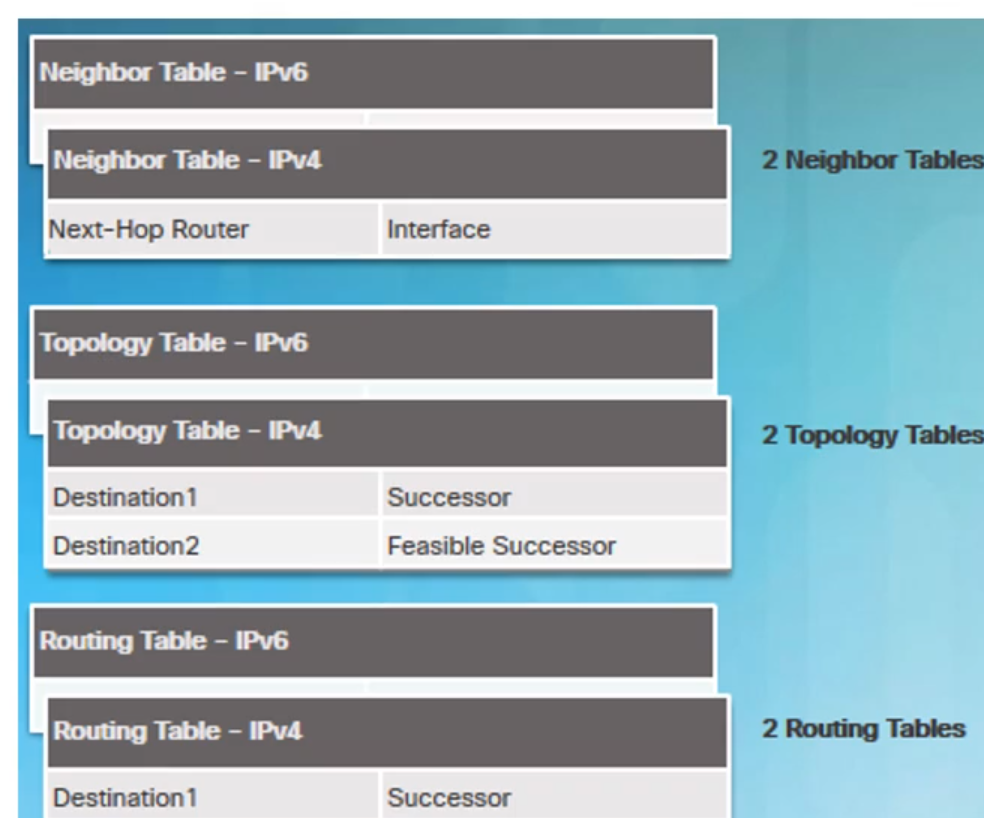 Neighbor Table – IPv6
Neighbor Table – IPv4
2 Neighbor Tables
Next-Hop Router Interface
Topology Table – IPv6
Topology Table – IPv4
2 Topology Tables
Destination1 Successor
Destination2 Feasible Successor
Routing Table – IPv6
Routing Table – IPv4
2 Routing Tables
Destination1 Successor